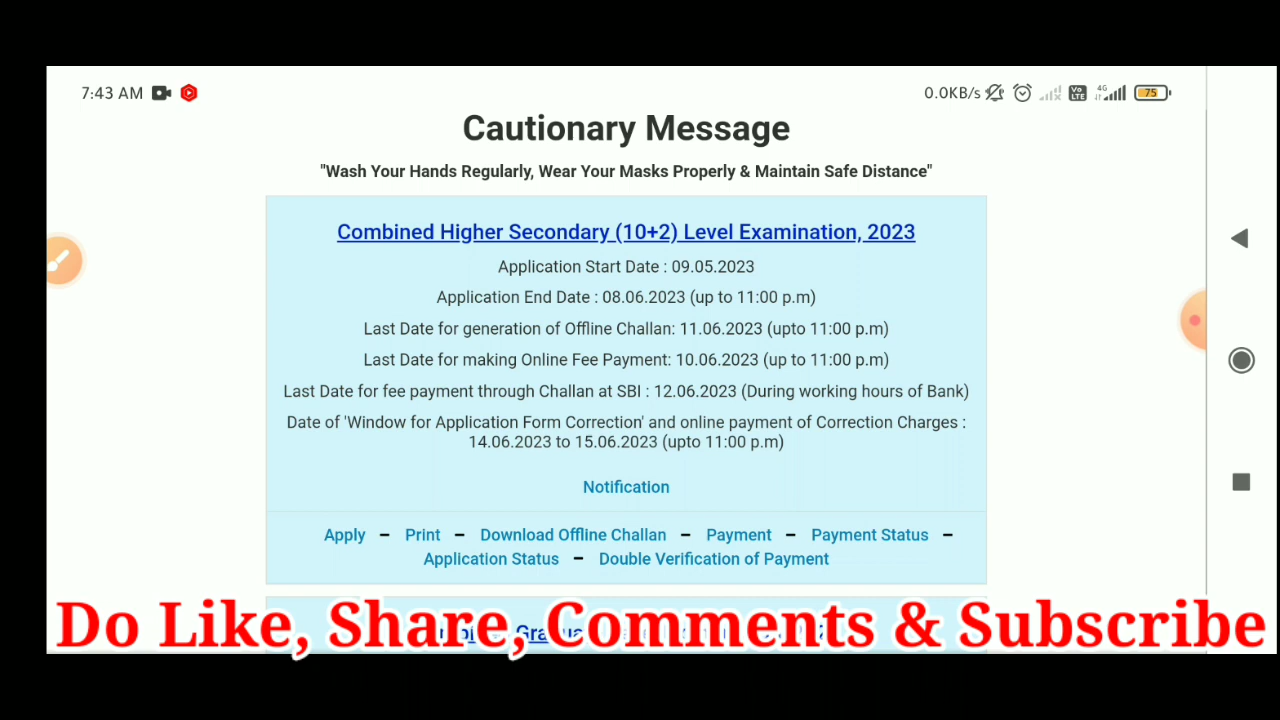 7:43 AM
0.0KB/s
Vo LTE
4G
75
Cautionary Message
"Wash Your Hands Regularly, Wear Your Masks Properly & Maintain Safe Distance"
Combined Higher Secondary (10+2) Level Examination, 2023
Application Start Date : 09.05.2023
Application End Date : 08.06.2023 (up to 11:00 p.m)
Last Date for generation of Offline Challan: 11.06.2023 (upto 11:00 p.m)
Last Date for making Online Fee Payment: 10.06.2023 (up to 11:00 p.m)
Last Date for fee payment through Challan at SBI : 12.06.2023 (During working hours of Bank)
Date of 'Window for Application Form Correction' and online payment of Correction Charges :
14.06.2023 to 15.06.2023 (upto 11:00 p.m)
Notification
Apply – Print – Download Offline Challan – Payment – Payment Status –
Application Status – Double Verification of Payment
Do Like, Share, Comments & Subscribe